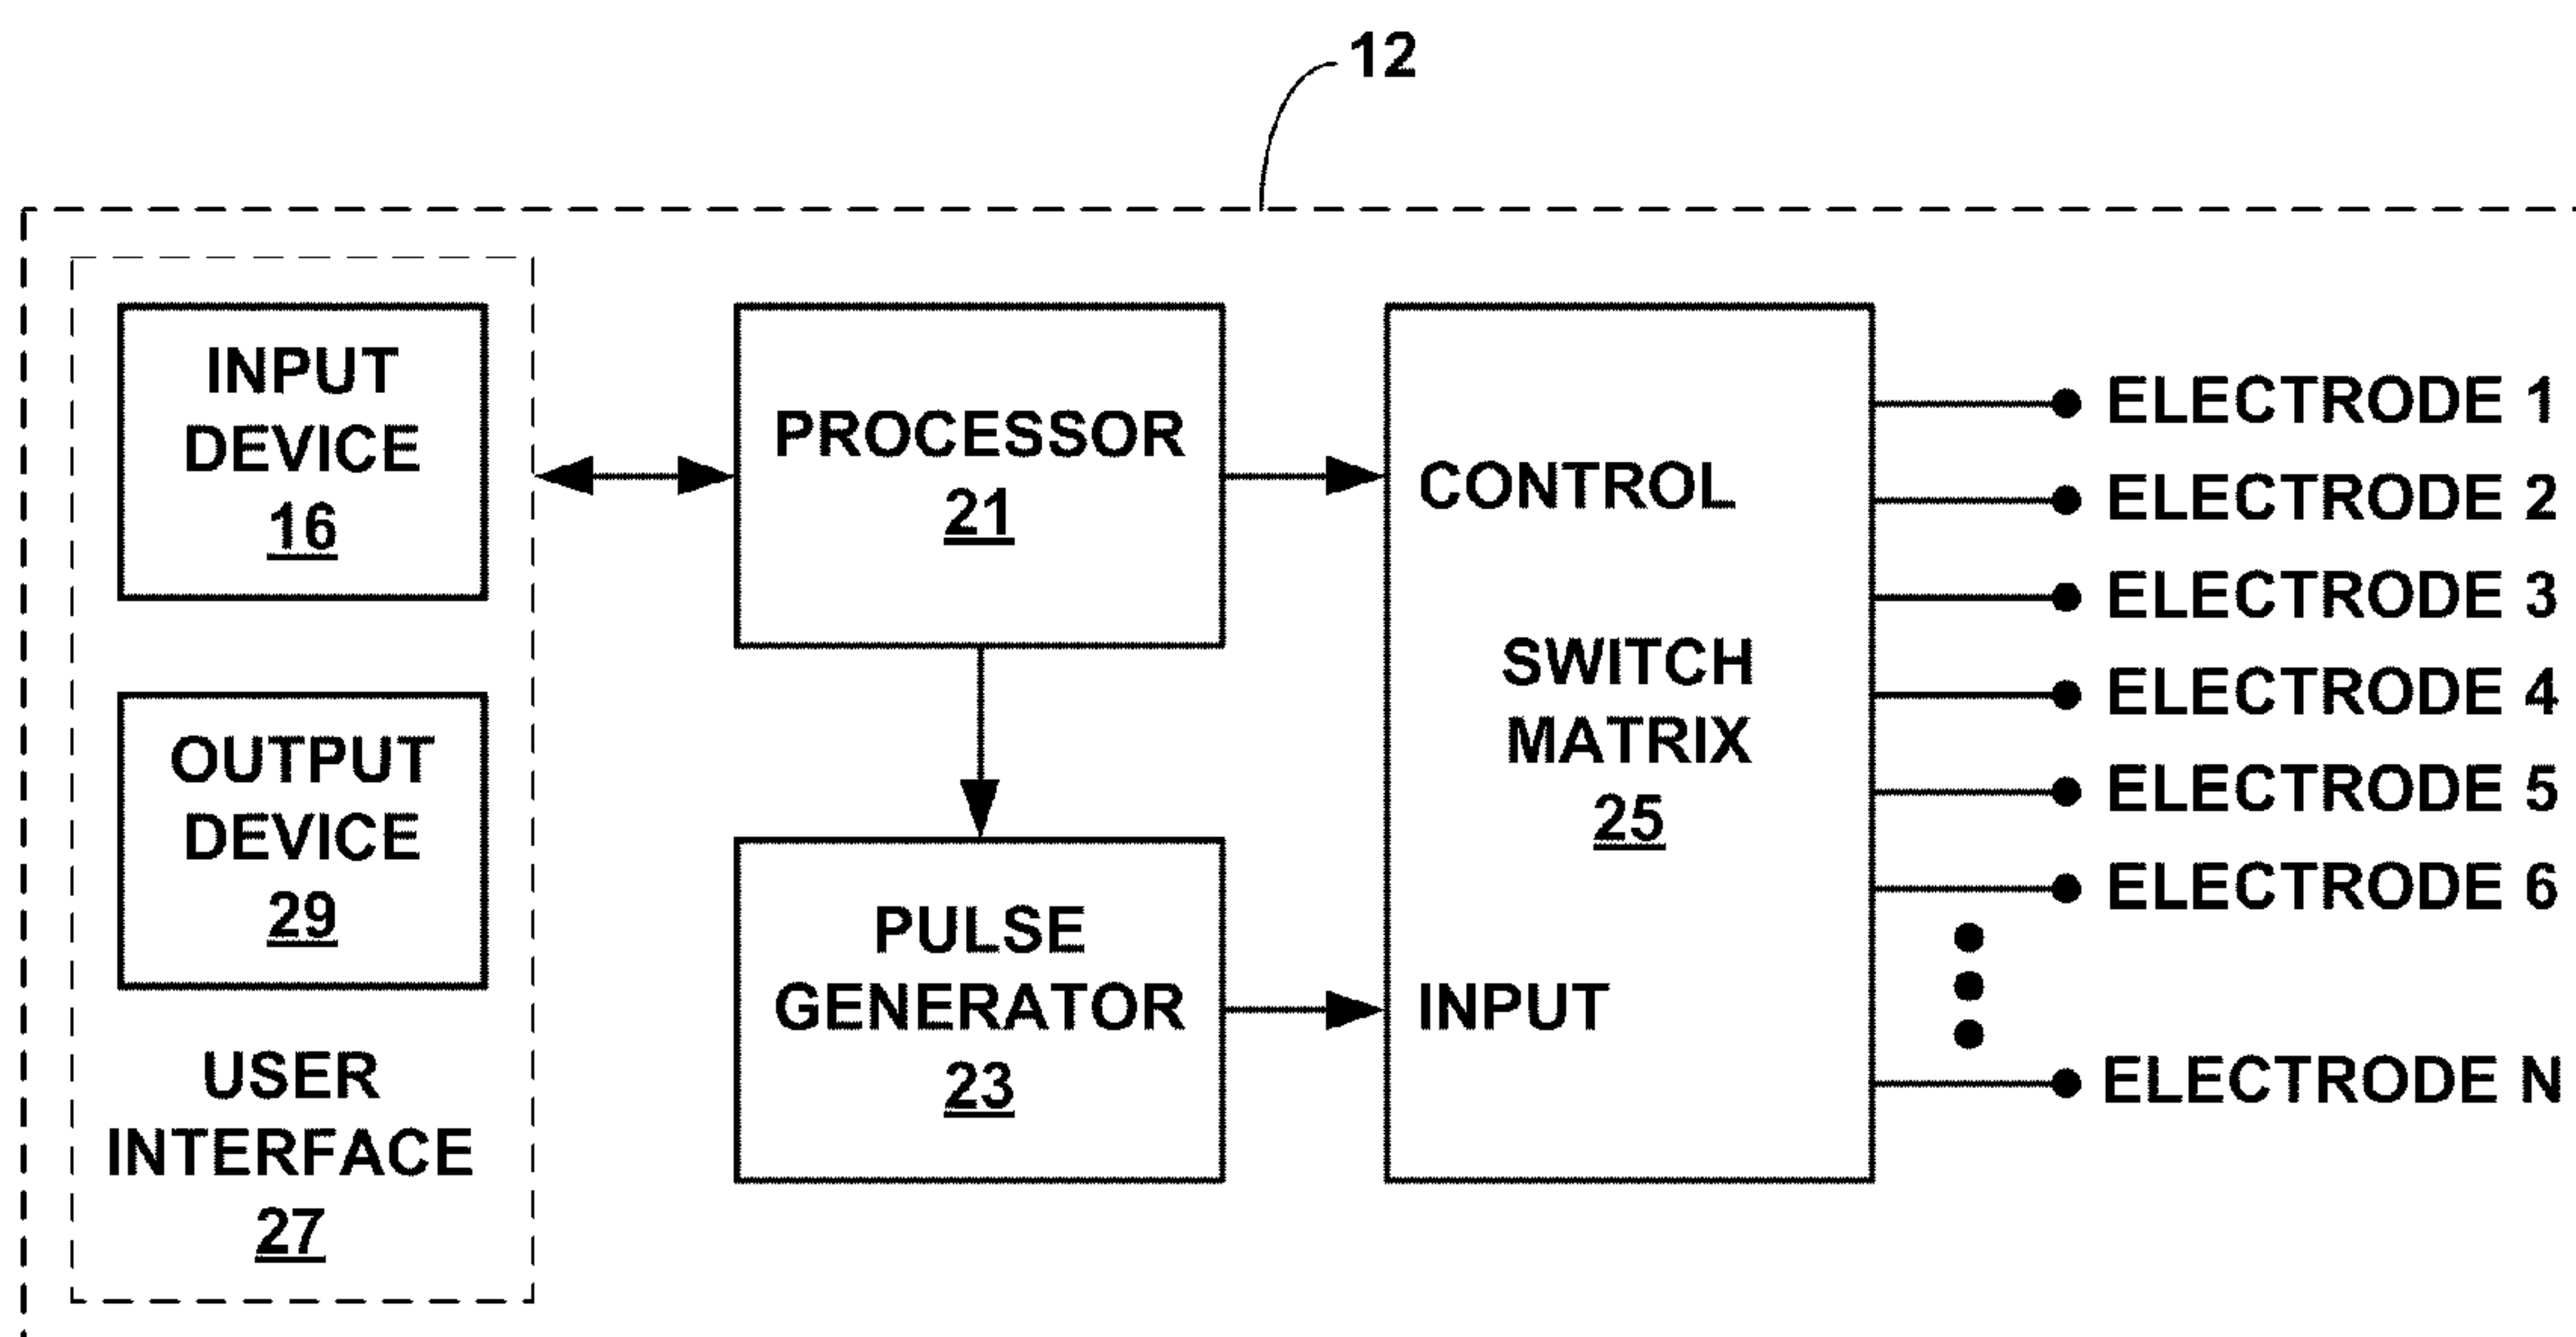 12
INPUT
DEVICE
16
OUTPUT
DEVICE
29
USER
INTERFACE
27
PROCESSOR
21
PULSE
GENERATOR
23
CONTROL
SWITCH
MATRIX
25
INPUT
ELECTRODE 1
ELECTRODE 2
ELECTRODE 3
ELECTRODE 4
ELECTRODE 5
ELECTRODE 6
ELECTRODE N